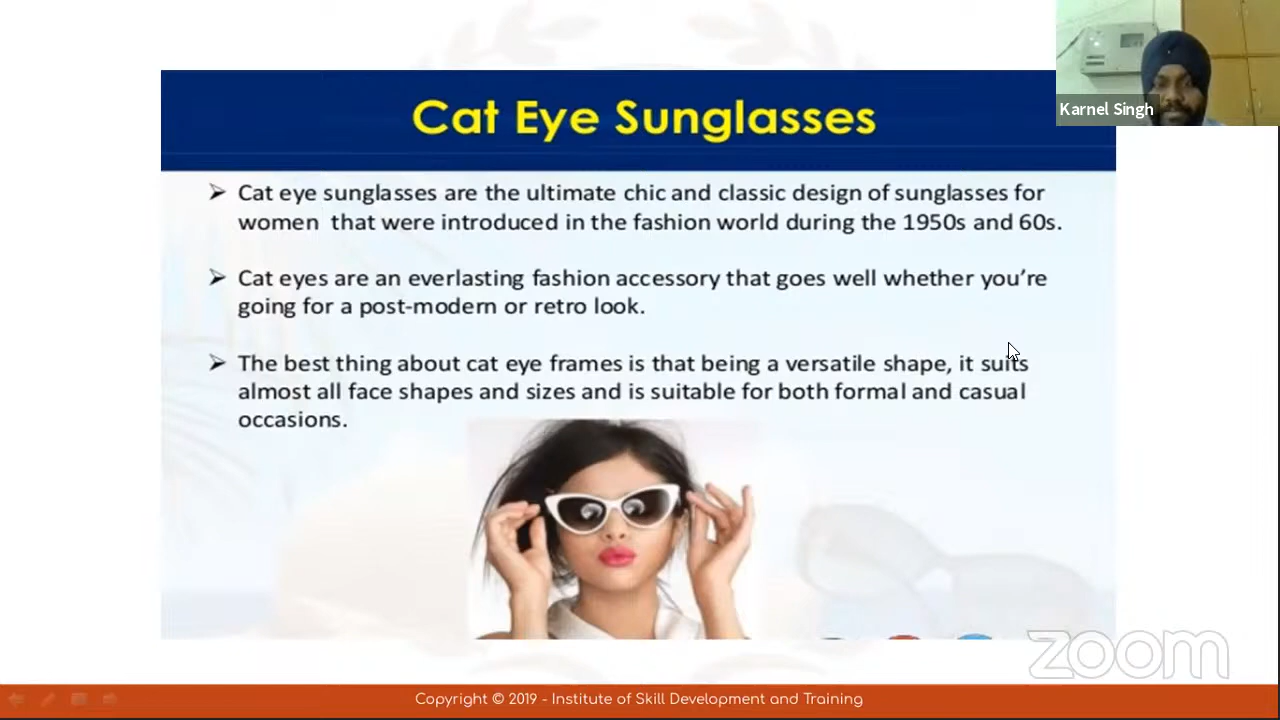 Cat Eye Sunglasses
Karnel Singh
➢ Cat eye sunglasses are the ultimate chic and classic design of sunglasses for
women that were introduced in the fashion world during the 1950s and 60s.
➢ Cat eyes are an everlasting fashion accessory that goes well whether you're
going for a post-modern or retro look.
➢ The best thing about cat eye frames is that being a versatile shape, it suits
almost all face shapes and sizes and is suitable for both formal and casual
occasions.
zoom
Copyright © 2019 - Institute of Skill Development and Training